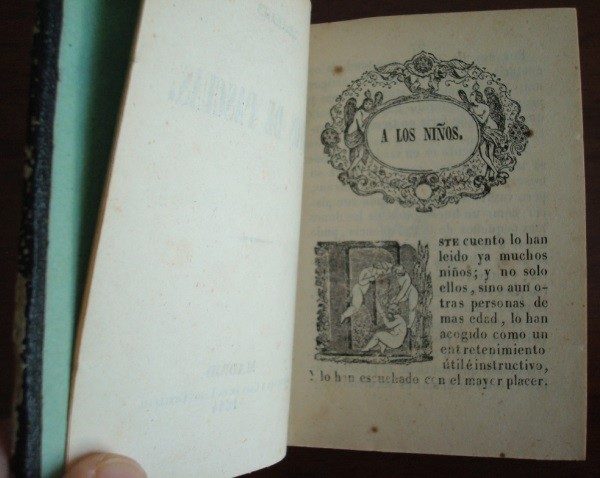 A LOS NIÑOS.
ESTE cuento lo han
leido ya muchos
niños; y no solo
ellos, sino aun o-
tras personas de
mas edad, lo han
acogido como un
entretenimiento
útil é instructivo,
y lo han escuchado con el mayor placer.